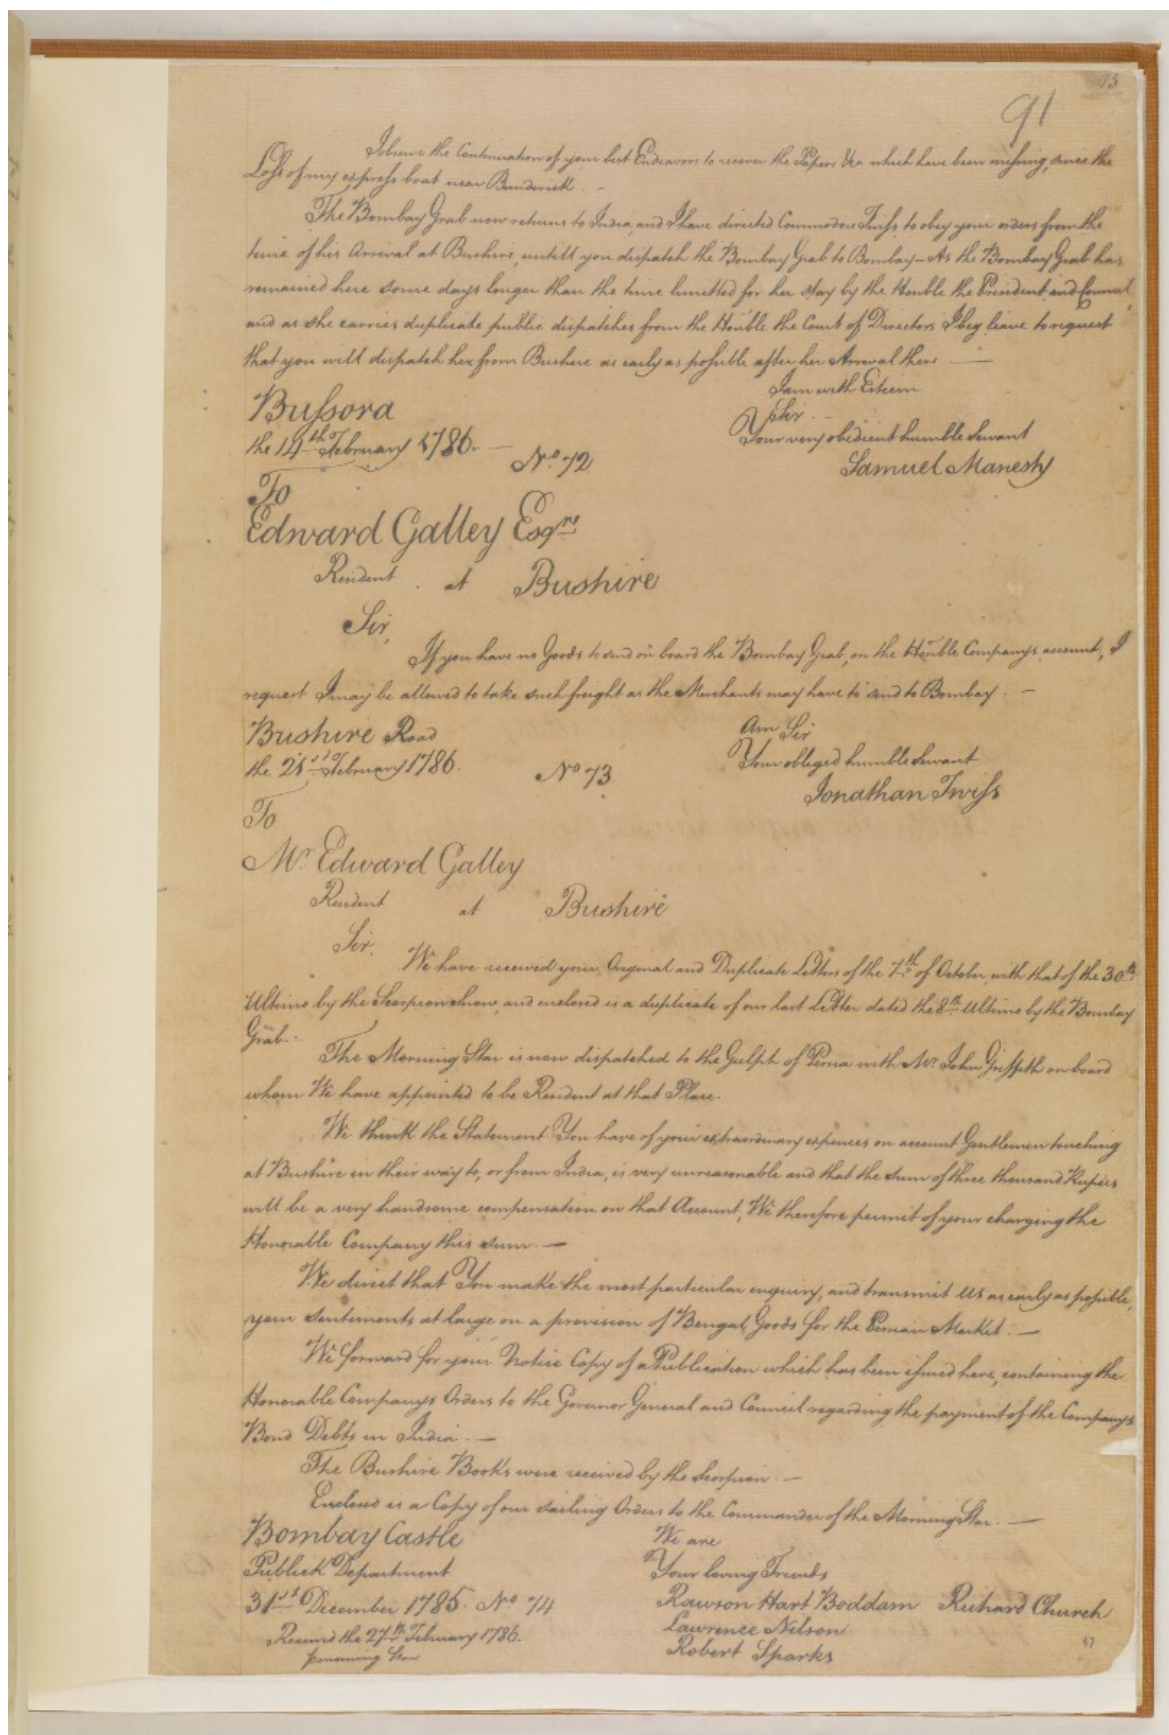 91
I observe the Continuation of your best Endeavors to recover the Papers &ca which have been missing, since the
Loss of my express boat near Bunderick. –
The Bombay Grab now returns to India, and I have directed Commodore Twiss to obey your orders from the
time of his Arrival at Bushire, untill you dispatch the Bombay Grab to Bombay – As the Bombay Grab has
remained here some days longer than the time limitted for her stay by the Honble the President and Council,
and as she carries duplicate public dispatches from the Honble the Court of Directors I beg leave to request
that you will dispatch her from Bushire as early as possible after her Arrival there —
I am with Esteem
Sir
Your very obedient humble Servant
Samuel Manesty
Bussora
the 14th February 1786. —
No 72
To
Edward Galley Esqre
Resident at Bushire
Sir,
If you have no Goods to send on board the Bombay Grab, on the Honble Companys account, I
request I may be allowed to take such freight as the Merchants may have to send to Bombay —
Am Sir
Your obliged humble Servant
Jonathan Twiss
Bushire Road
the 21st February 1786.
No 73
To
Mr Edward Galley
Resident at Bushire
Sir,
We have received your Original and Duplicate Letters of the 7th of October, with that of the 30th
Ultimo by the Scorpion Snow, and enclosed is a duplicate of our last Letter dated the 8th Ultimo by the Bombay
Grab. –
The Morning Star is now dispatched to the Gulph of Persia with Mr John Griffith on board
whom We have appointed to be Resident at that Place.
We think the Statement You have of your extraordinary expences on account Gentlemen touching
at Bushire in their way to, or from India, is very unreasonable and that the sum of three thousand Rupees
will be a very handsome compensation on that Account, We therefore permit of your charging the
Honorable Company this sum. —
We direct that You make the most particular enquiry, and transmit us as early as possible,
your sentiments at large on a provision of Bengal Goods for the Persian Market. —
We forward for your Notice Copy of a Publication which has been issued here, containing the
Honorable Companys Orders to the Governor General and Council regarding the payment of the Companys
Bond Debts in India. —
The Bushire Books were received by the Scorpion. —
Enclosed is a Copy of our sailing Orders to the Commander of the Morning Star. —
We are
Your loving Friends
Rawson Hart Boddam Richard Church
Lawrence Nelson
Robert Sparks
Bombay Castle
Publick Department
31st December 1785. No 74
Received the 27th February 1786.
p morning Star
47